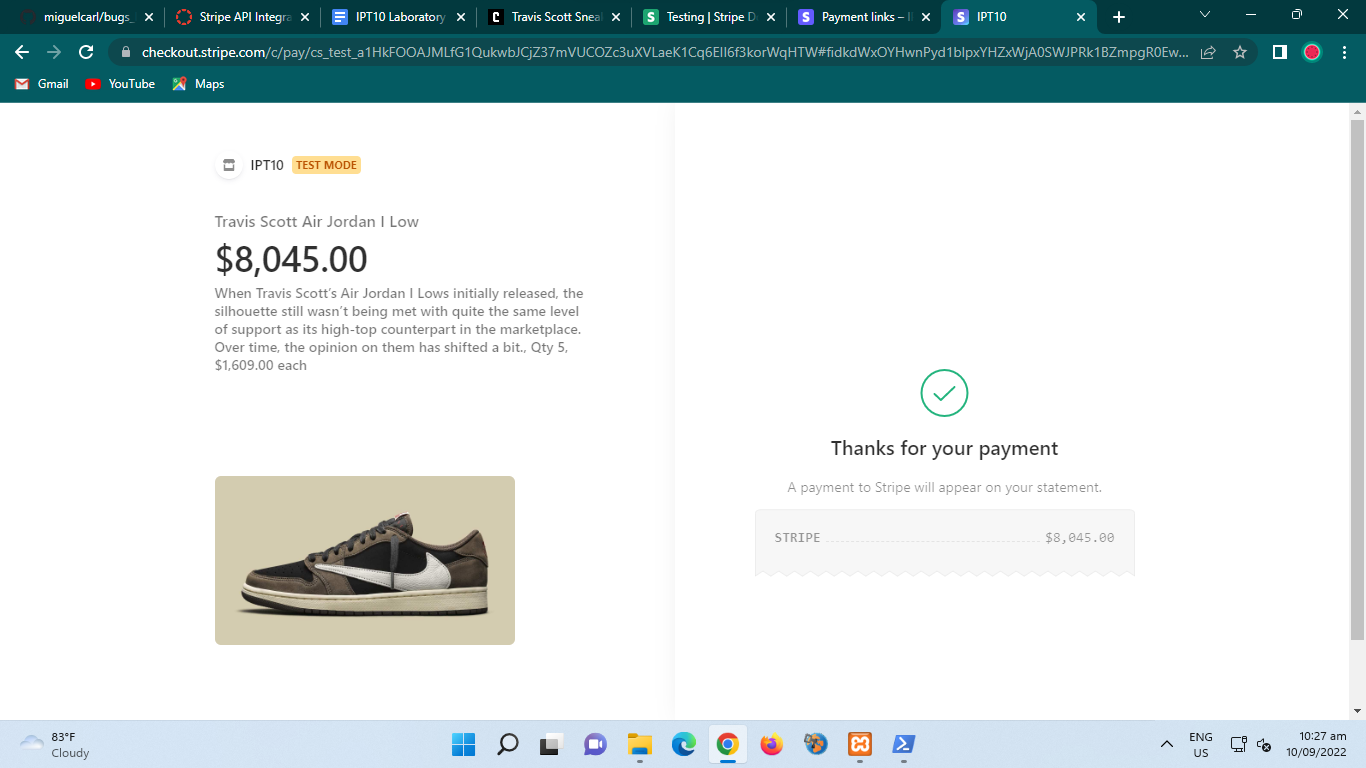 miguelcarl/bugs_
Stripe API Integra
IPT10 Laboratory
Travis Scott Sneal
Testing | Stripe D
Payment links – I
IPT10
checkout.stripe.com/c/pay/cs_test_a1HkFOOAJMLfG1QukwbJCjZ37mVUCOZc3uXVLaeK1Cq6EIl6f3korWqHTW#fidkdWxOYHwnPyd1blpxYHZxWjA0SWJPRk1BZmpgR0Ew...
Gmail
YouTube
Maps
IPT10 TEST MODE
Travis Scott Air Jordan I Low
$8,045.00
When Travis Scott’s Air Jordan I Lows initially released, the
silhouette still wasn’t being met with quite the same level
of support as its high-top counterpart in the marketplace.
Over time, the opinion on them has shifted a bit., Qty 5,
$1,609.00 each
Thanks for your payment
A payment to Stripe will appear on your statement.
STRIPE $8,045.00
83°F
Cloudy
ENG
US
10:27 am
10/09/2022